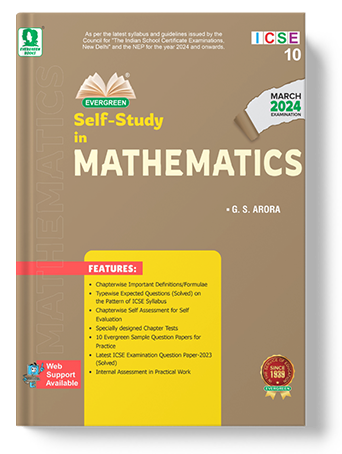 As per the latest syllabus and guidelines issued by the
Council for "The Indian School Certificate Examinations,
New Delhi" and the NEP for the year 2024 and onwards.
ICSE
10
EVERGREEN
MARCH
2024
EXAMINATION
Self-Study
in
MATHEMATICS
• G. S. ARORA
MATHEMATICS
FEATURES:
• Chapterwise Important Definitions/Formulae
• Typewise Expected Questions (Solved) on
the Pattern of ICSE Syllabus
• Chapterwise Self Assessment for Self
Evaluation
• Specially designed Chapter Tests
• 10 Evergreen Sample Question Papers for
Practice
• Latest ICSE Examination Question Paper-2023
(Solved)
• Internal Assessment in Practical Work
Web
Support
Available
SINCE
1939
EVERGREEN